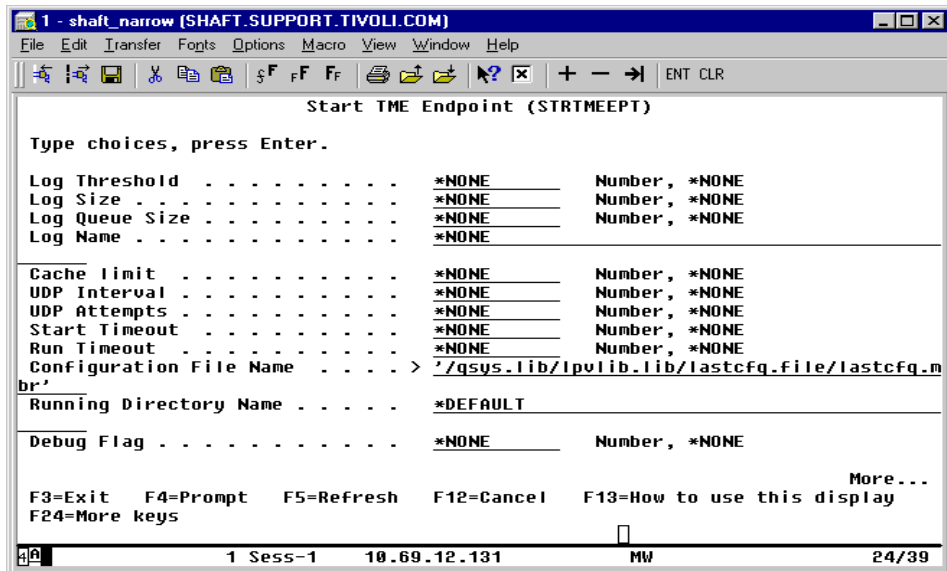 1 - shaft_narrow (SHAFT.SUPPORT.TIVOLI.COM)
File Edit Transfer Fonts Options Macro View Window Help
ENT CLR
Start TME Endpoint (STRTMEEPT)
Type choices, press Enter.
Log Threshold . . . . . . . . . . *NONE Number, *NONE
Log Size . . . . . . . . . . . . *NONE Number, *NONE
Log Queue Size . . . . . . . . . *NONE Number, *NONE
Log Name . . . . . . . . . . . . *NONE
Cache limit . . . . . . . . . . *NONE Number, *NONE
UDP Interval . . . . . . . . . . *NONE Number, *NONE
UDP Attempts . . . . . . . . . . *NONE Number, *NONE
Start Timeout . . . . . . . . . *NONE Number, *NONE
Run Timeout . . . . . . . . . . *NONE Number, *NONE
Configuration File Name . . . . > '/qsys.lib/lpvlib.lib/lastcfg.file/lastcfg.m
br'
Running Directory Name . . . . . *DEFAULT
Debug Flag . . . . . . . . . . . *NONE Number, *NONE
More...
F3=Exit F4=Prompt F5=Refresh F12=Cancel F13=How to use this display
F24=More keys
4 A 1 Sess-1 10.69.12.131 MW 24/39